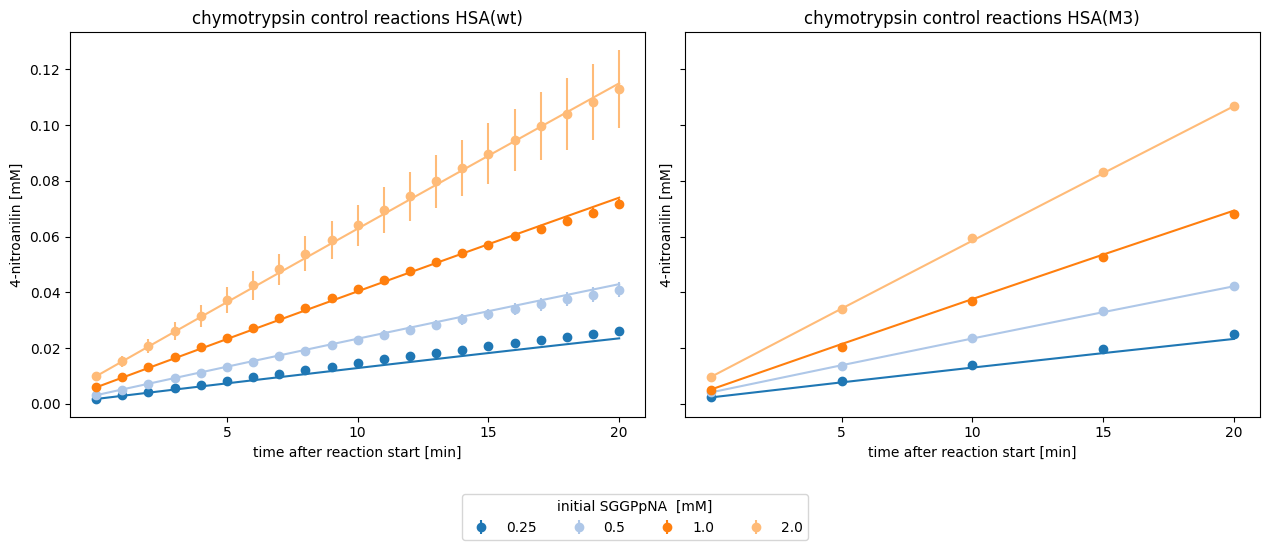 chymotrypsin control reactions HSA(wt)
chymotrypsin control reactions HSA(M3)
4-nitroanilin [mM]
0.12
0.10
0.08
0.06
0.04
0.02
0.00
5 10 15 20
time after reaction start [min]
4-nitroanilin [mM]
5 10 15 20
time after reaction start [min]
initial SGGPpNA [mM]
0.25 0.5 1.0 2.0